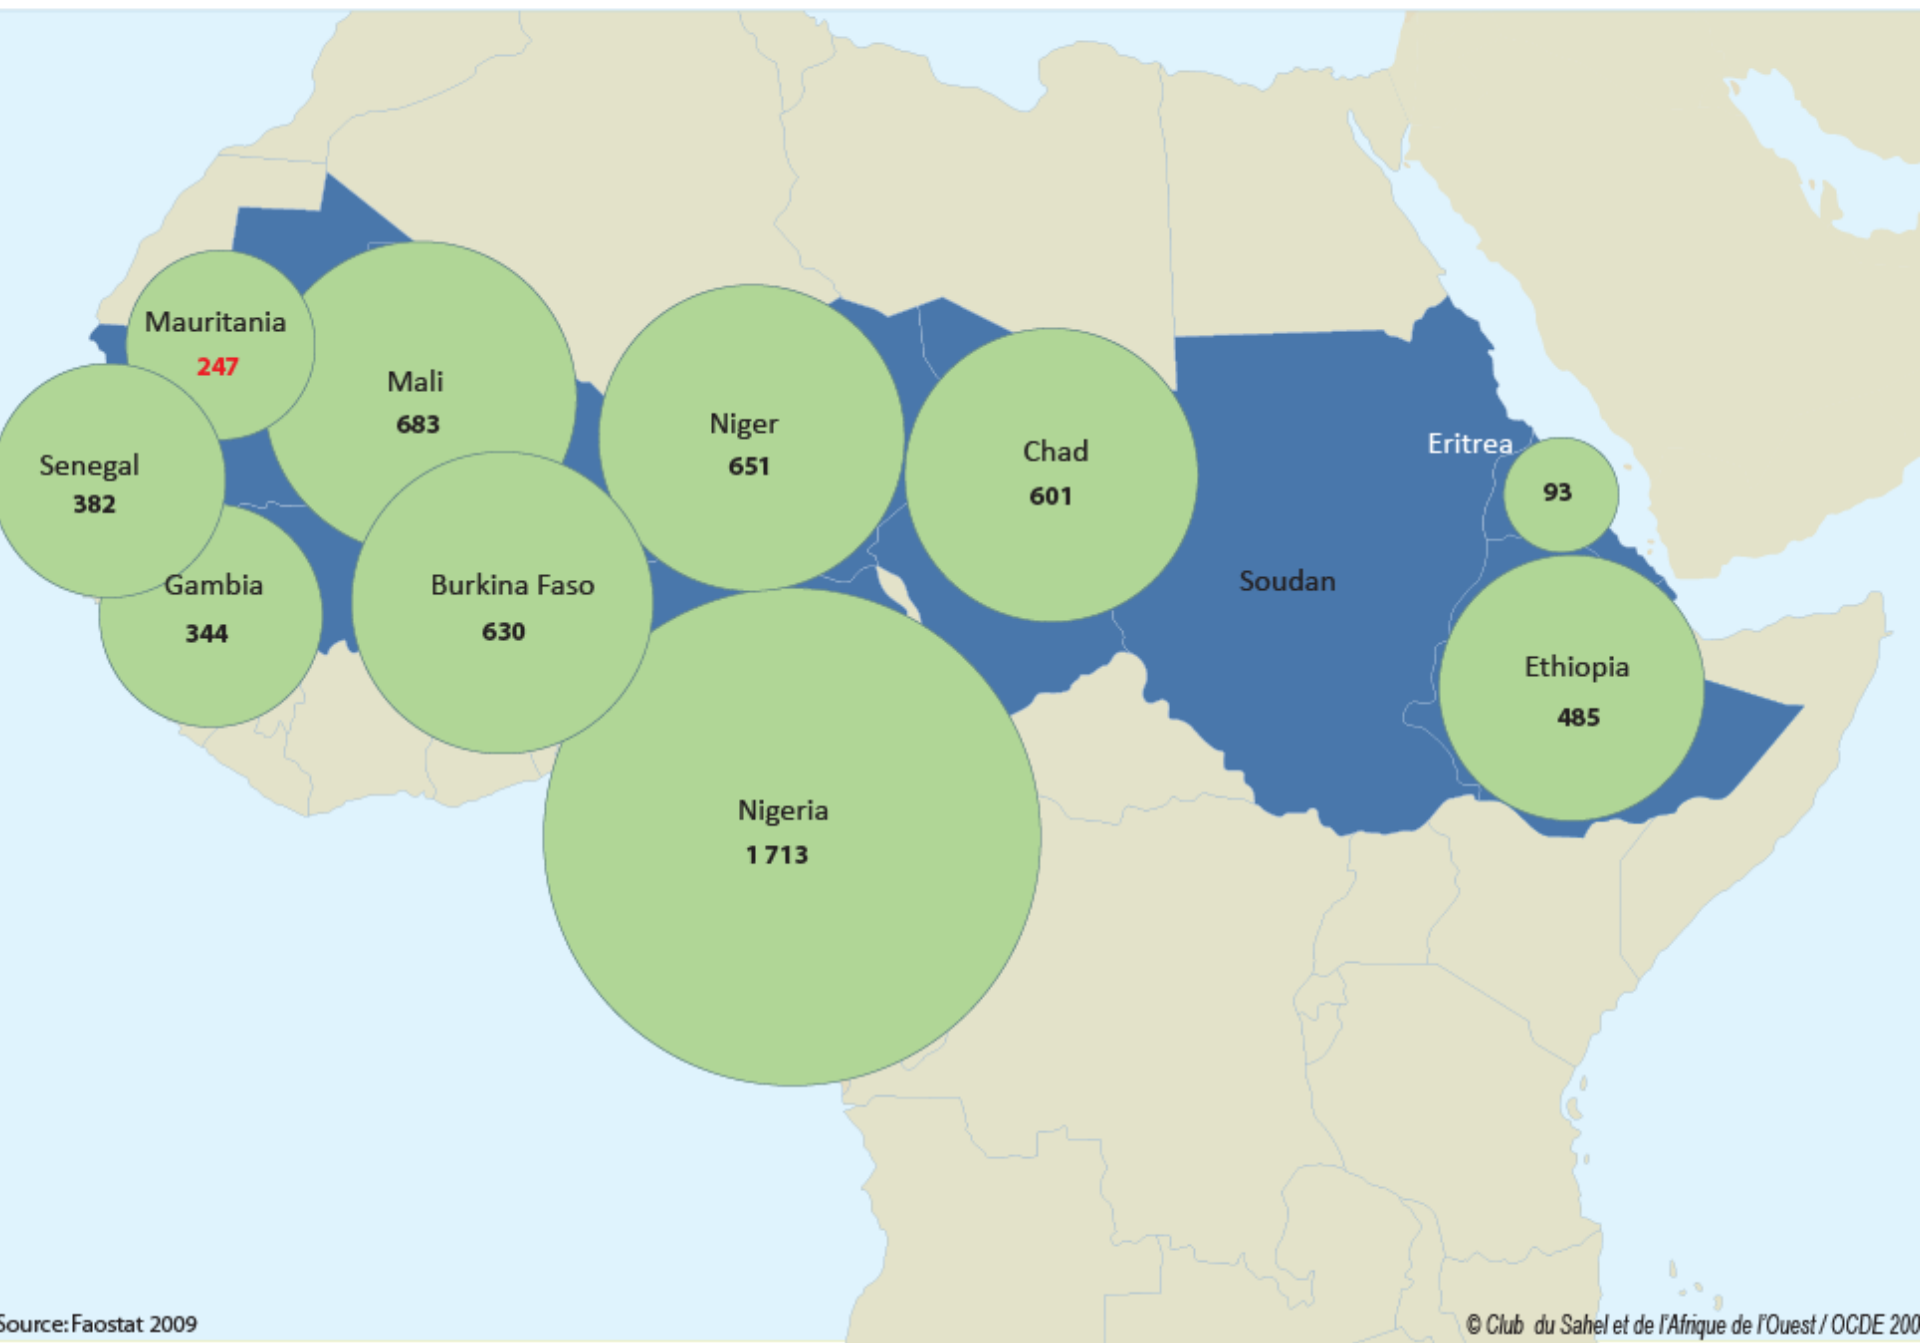 Mauritania
247
Mali
683
Niger
651
Chad
601
Eritrea
93
Senegal
382
Gambia
344
Burkina Faso
630
Soudan
Ethiopia
485
Nigeria
1 713
Source: Faostat 2009
© Club du Sahel et de l'Afrique de l'Ouest / OCDE 200